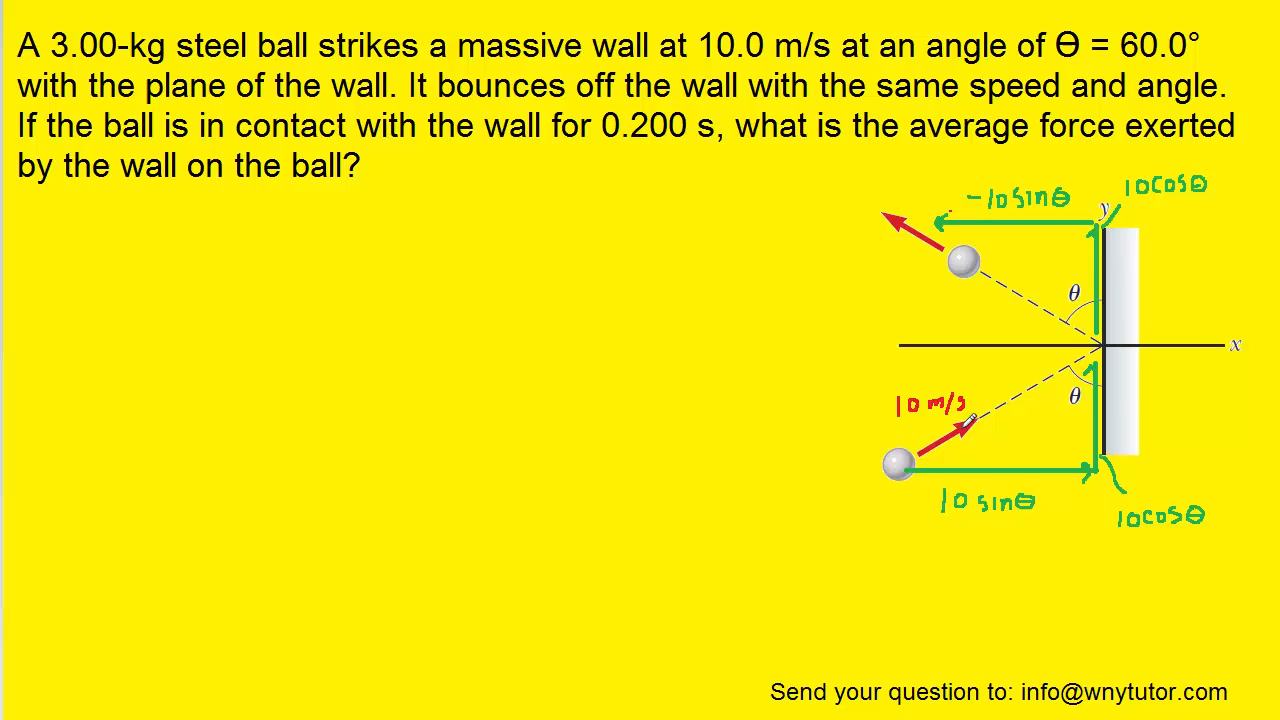 A 3.00-kg steel ball strikes a massive wall at 10.0 m/s at an angle of Ө = 60.0°
with the plane of the wall. It bounces off the wall with the same speed and angle.
If the ball is in contact with the wall for 0.200 s, what is the average force exerted
by the wall on the ball?
10cosθ
-10sinθ
y
θ
x
θ
10 m/s
10 sinθ
10cosθ
Send your question to: info@wnytutor.com